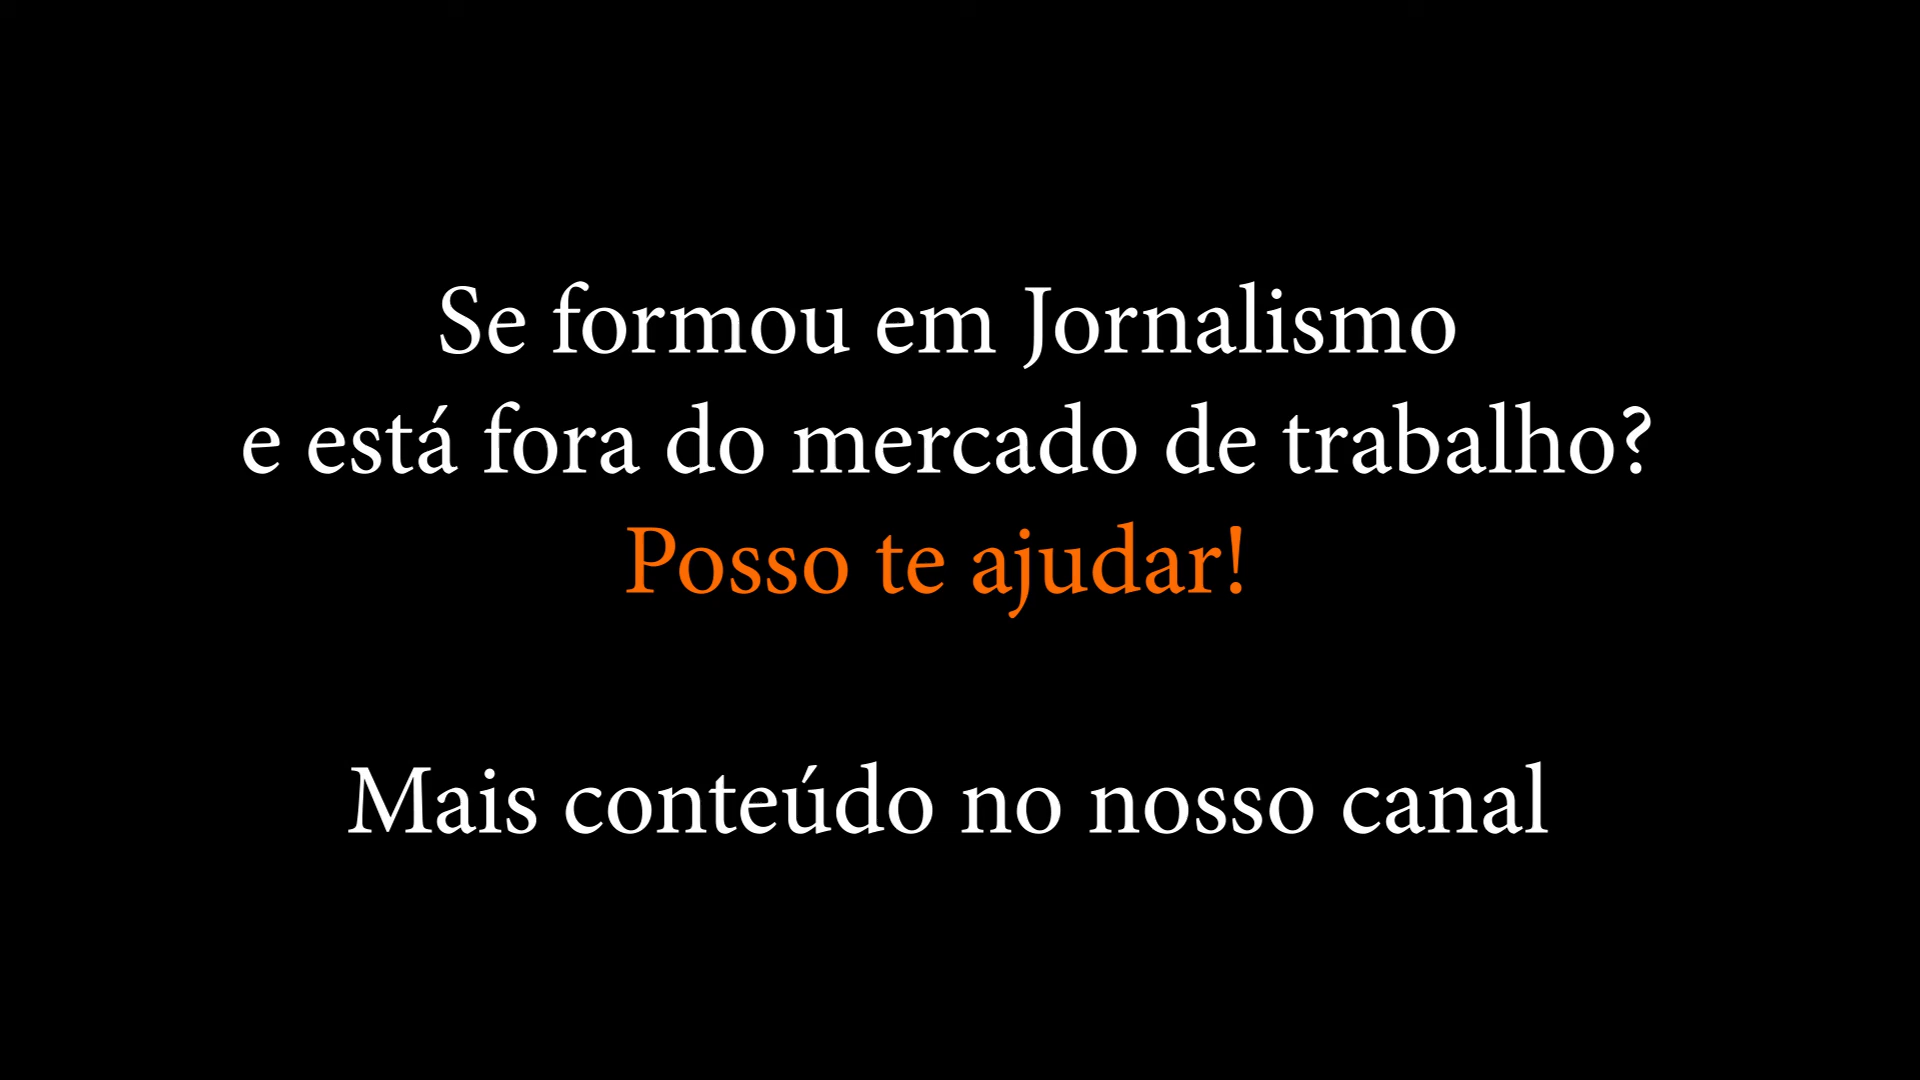 Se formou em Jornalismo
e está fora do mercado de trabalho?
Posso te ajudar!
Mais conteúdo no nosso canal